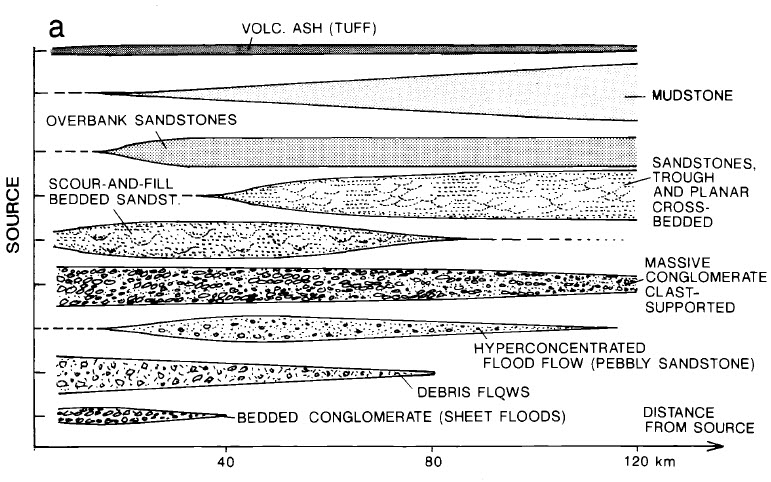 a
VOLC. ASH (TUFF)
MUDSTONE
OVERBANK SANDSTONES
SANDSTONES,
TROUGH
AND PLANAR
CROSS-
BEDDED
SCOUR-AND-FILL
BEDDED SANDST.
SOURCE
MASSIVE
CONGLOMERATE
CLAST-
SUPPORTED
HYPERCONCENTRATED
FLOOD FLOW (PEBBLY SANDSTONE)
DEBRIS FLOWS
BEDDED CONGLOMERATE (SHEET FLOODS)
DISTANCE
FROM SOURCE
40
80
120 km